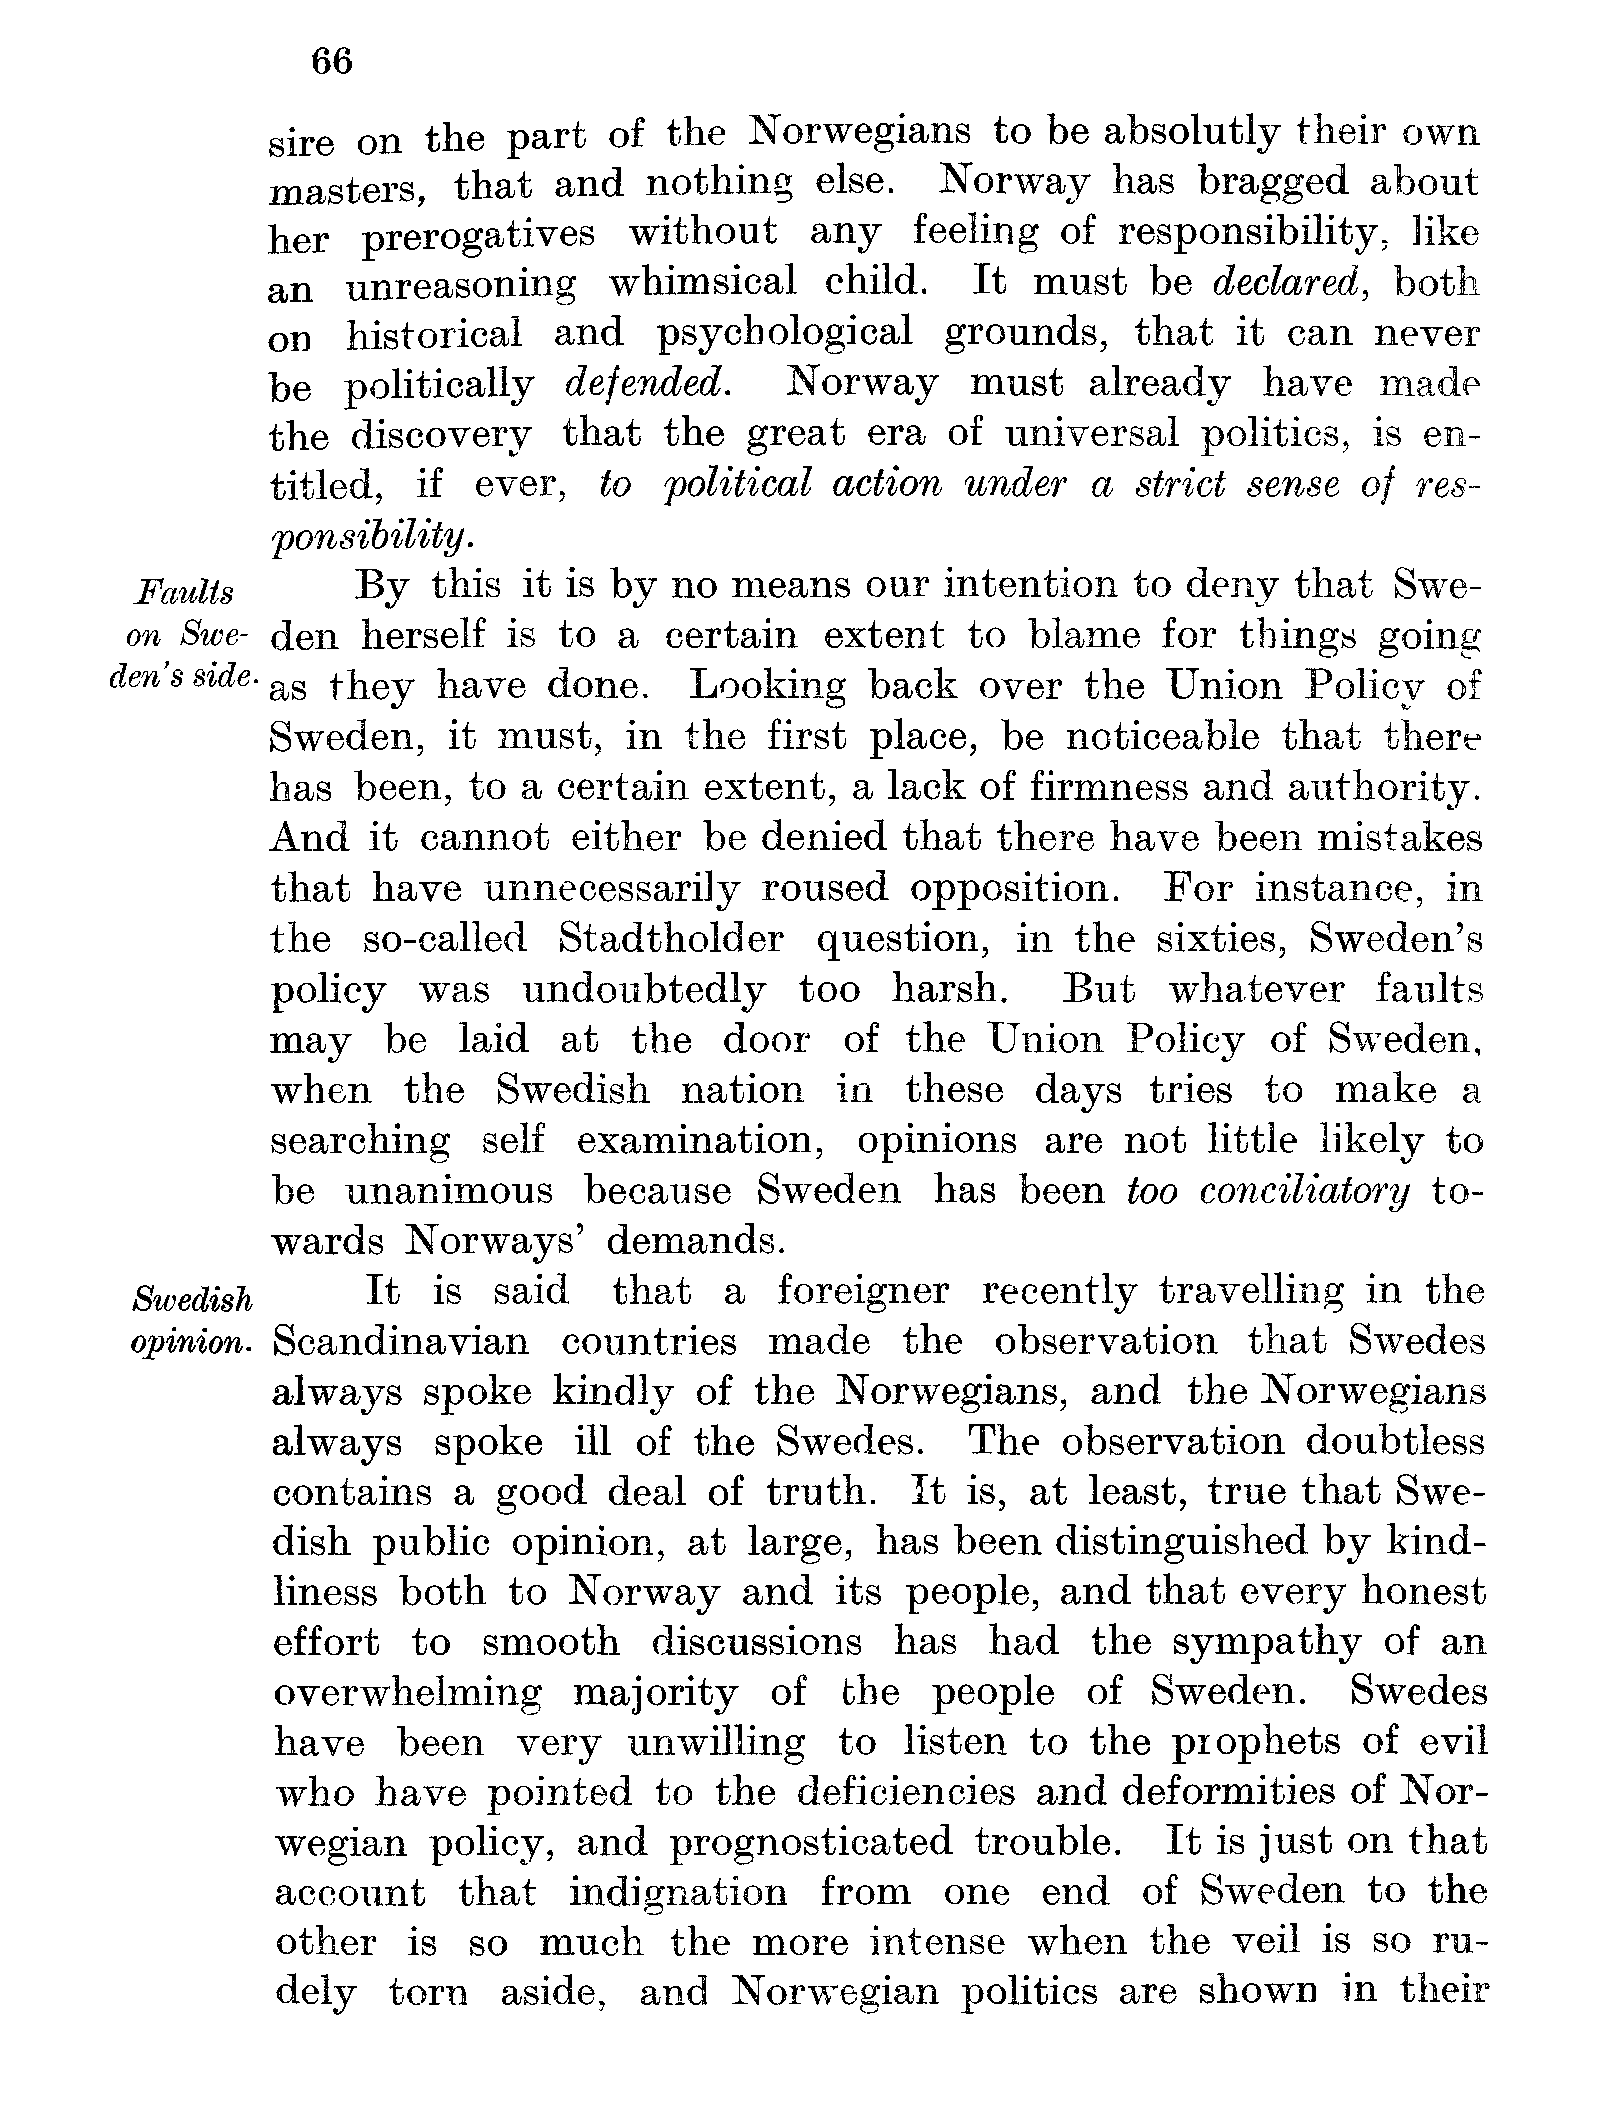 66
sire on the part of the Norwegians to be absolutly their own
masters, that and nothing else. Norway has bragged about
her prerogatives without any feeling of responsibility, like
an unreasoning whimsical child. It must be declared, both
on historical and psychological grounds, that it can never
be politically defended. Norway must already have made
the discovery that the great era of universal politics, is en-
titled, if ever, to political action under a strict sense of res-
ponsibility.
Faults
on Swe-
den's side.
By this it is by no means our intention to deny that Swe-
den herself is to a certain extent to blame for things going
as they have done. Looking back over the Union Policy of
Sweden, it must, in the first place, be noticeable that there
has been, to a certain extent, a lack of firmness and authority.
And it cannot either be denied that there have been mistakes
that have unnecessarily roused opposition. For instance, in
the so-called Stadtholder question, in the sixties, Sweden's
policy was undoubtedly too harsh. But whatever faults
may be laid at the door of the Union Policy of Sweden,
when the Swedish nation in these days tries to make a
searching self examination, opinions are not little likely to
be unanimous because Sweden has been too conciliatory to-
wards Norways' demands.
Swedish
opinion.
It is said that a foreigner recently travelling in the
Scandinavian countries made the observation that Swedes
always spoke kindly of the Norwegians, and the Norwegians
always spoke ill of the Swedes. The observation doubtless
contains a good deal of truth. It is, at least, true that Swe-
dish public opinion, at large, has been distinguished by kind-
liness both to Norway and its people, and that every honest
effort to smooth discussions has had the sympathy of an
overwhelming majority of the people of Sweden. Swedes
have been very unwilling to listen to the prophets of evil
who have pointed to the deficiencies and deformities of Nor-
wegian policy, and prognosticated trouble. It is just on that
account that indignation from one end of Sweden to the
other is so much the more intense when the veil is so ru-
dely torn aside, and Norwegian politics are shown in their